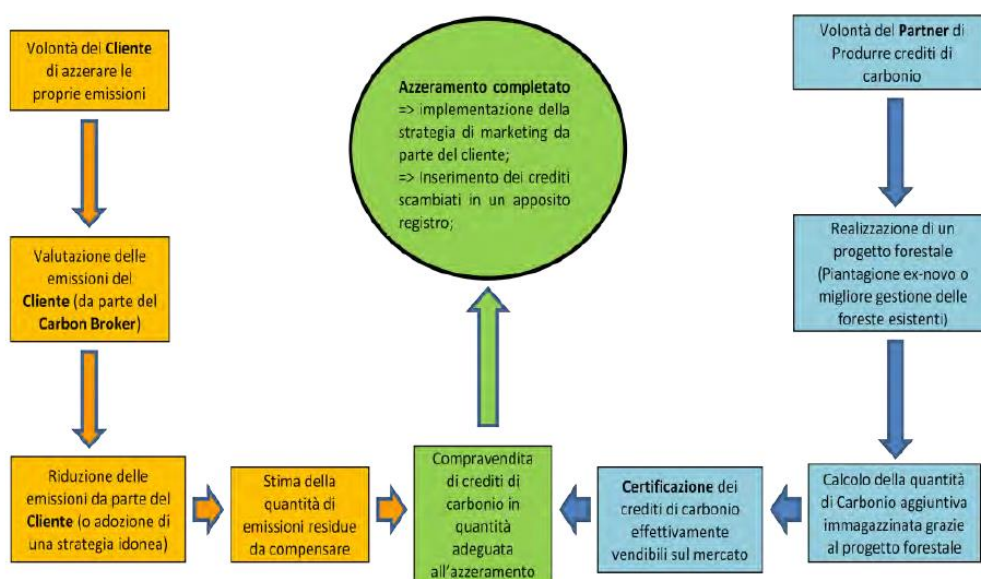 Volontà del Cliente
di azzerare le
proprie emissioni
Valutazione delle
emissioni del
Cliente (da parte del
Carbon Broker)
Riduzione delle
emissioni da parte del
Cliente (o adozione di
una strategia idonea)
Stima della
quantità di
emissioni residue
da compensare
Compravendita
di crediti di
carbonio in
quantità
adeguata
all'azzeramento
Azzeramento completato
=> implementazione della
strategia di marketing da
parte del cliente;
=> Inserimento dei crediti
scambiati in un apposito
registro;
Volontà del Partner di
Produrre crediti di
carbonio
Realizzazione di un
progetto forestale
(Piantagione ex-novo o
migliore gestione delle
foreste esistenti)
Calcolo della quantità
di Carbonio aggiuntiva
immagazzinata grazie
al progetto forestale
Certificazione dei
crediti di carbonio
effettivamente
vendibili sul mercato